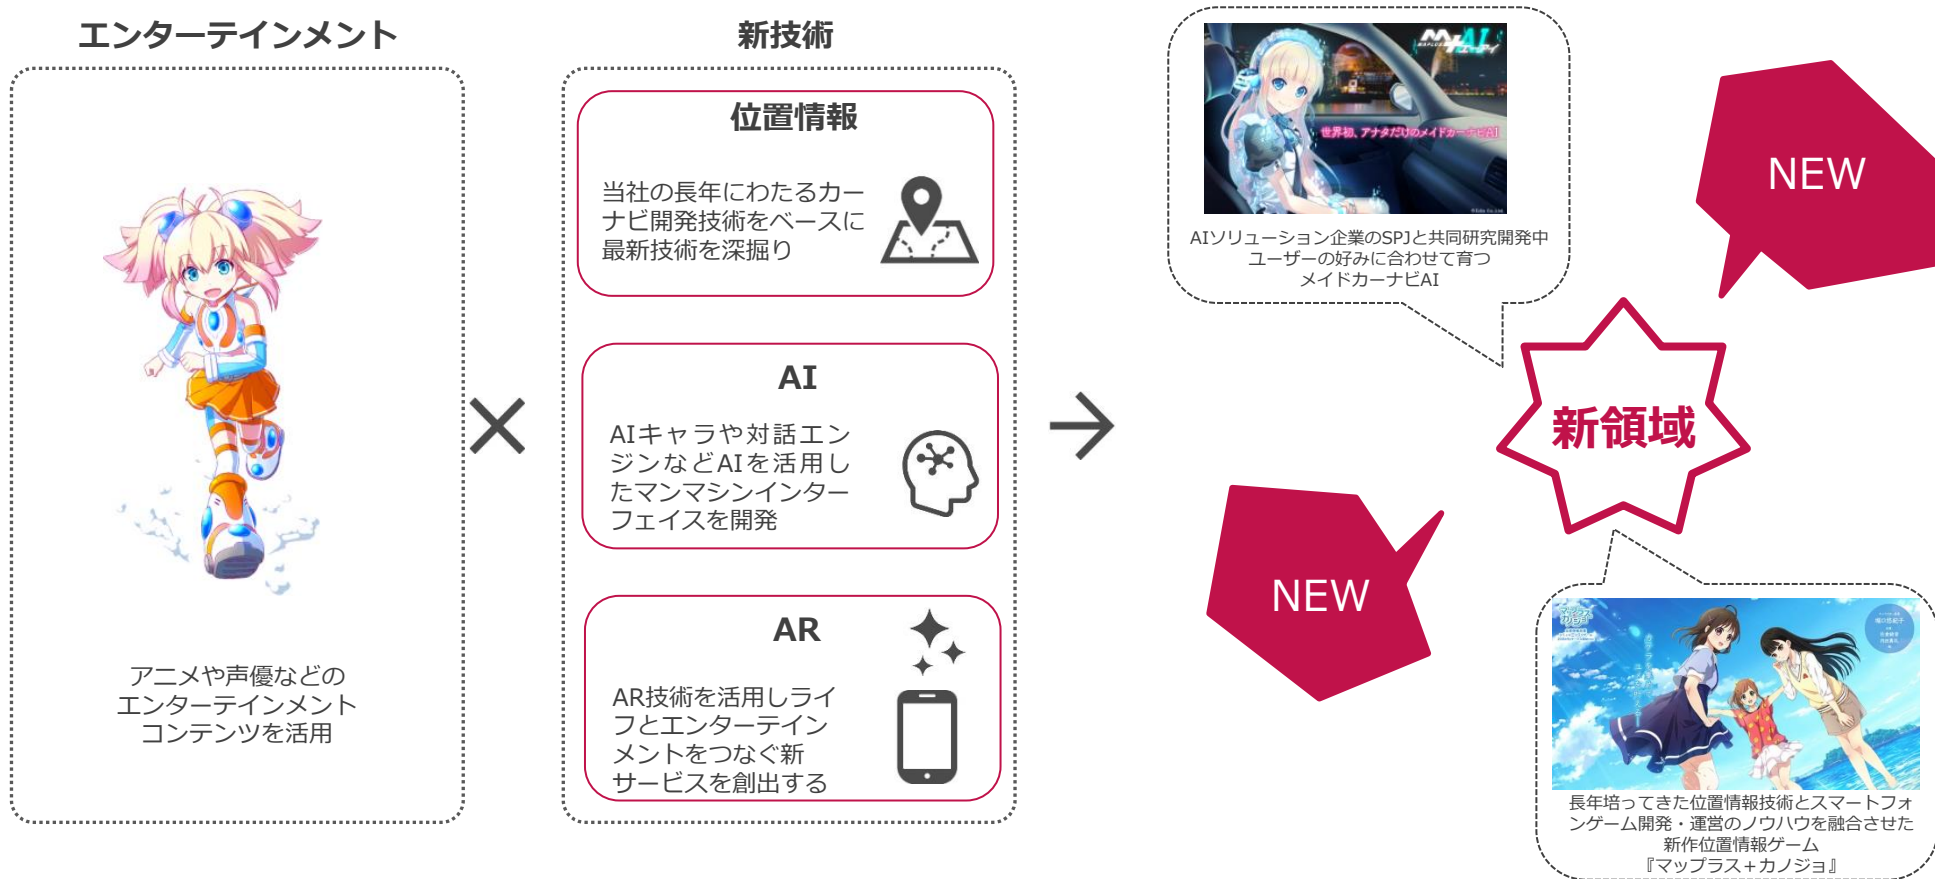 エンターテインメント
アニメや声優などの
エンターテインメント
コンテンツを活用
新技術
位置情報
当社の長年にわたるカー
ナビ開発技術をベースに
最新技術を深掘り
AI
AIキャラや対話エン
ジンなどAIを活用し
たマンマシンインター
フェイスを開発
AR
AR技術を活用しライ
フとエンターテイン
メントをつなぐ新
サービスを創出する
世界初、アナタだけのメイドカーナビAI
AIソリューション企業のSPJと共同研究開発中
ユーザーの好みに合わせて育つ
メイドカーナビAI
NEW
新領域
NEW
長年培ってきた位置情報技術とスマートフォ
ンゲーム開発・運営のノウハウを融合させた
新作位置情報ゲーム
『マップラス+カノジョ』